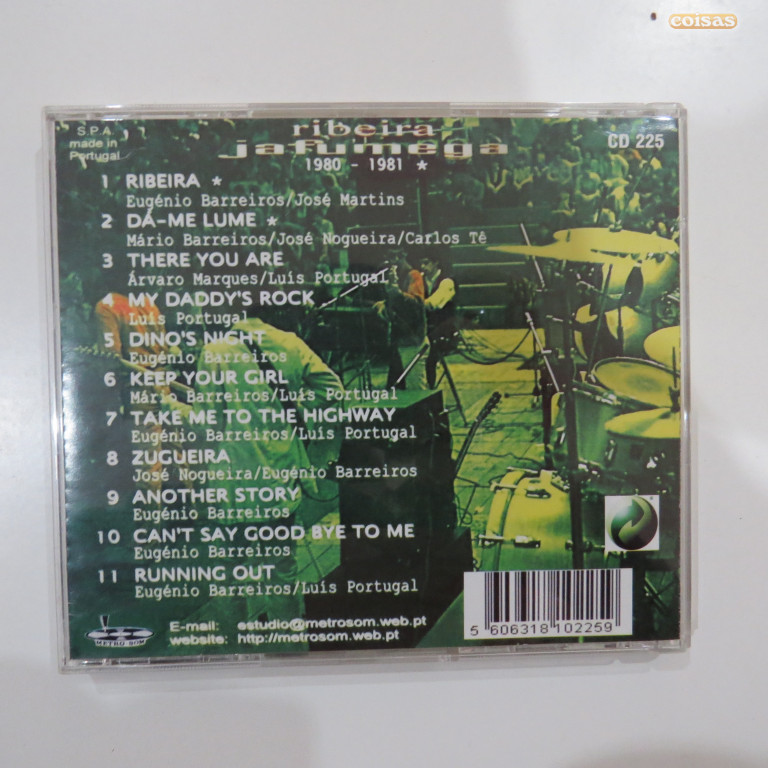 coisas
S.P.A.
made in
Portugal
ribeira
jafumega
1980 - 1981 *
CD 225
1 RIBEIRA *
Eugénio Barreiros/José Martins
2 DÁ-ME LUME *
Mário Barreiros/José Nogueira/Carlos Tê
3 THERE YOU ARE
Árvaro Marques/Luís Portugal
4 MY DADDY'S ROCK
Luís Portugal
5 DINO'S NIGHT
Eugénio Barreiros
6 KEEP YOUR GIRL
Mário Barreiros/Luís Portugal
7 TAKE ME TO THE HIGHWAY
Eugénio Barreiros/Luís Portugal
8 ZUGUEIRA
José Nogueira/Eugénio Barreiros
9 ANOTHER STORY
Eugénio Barreiros
10 CAN'T SAY GOOD BYE TO ME
Eugénio Barreiros
11 RUNNING OUT
Eugénio Barreiros/Luís Portugal
METRO-SOM
E-mail: estudio@metrosom.web.pt
website: http://metrosom.web.pt
5 606318 102259